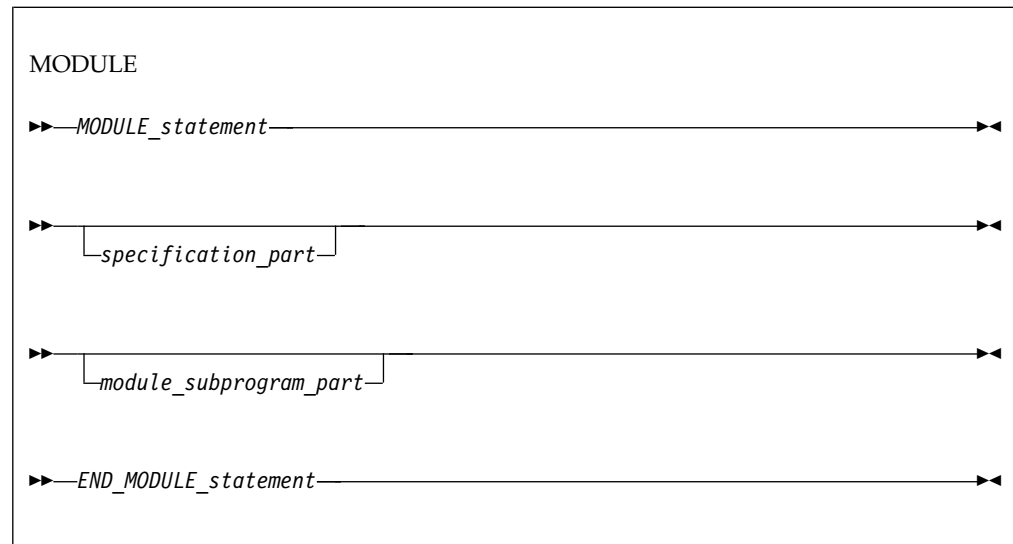 MODULE
MODULE_statement
specification_part
module_subprogram_part
END_MODULE_statement